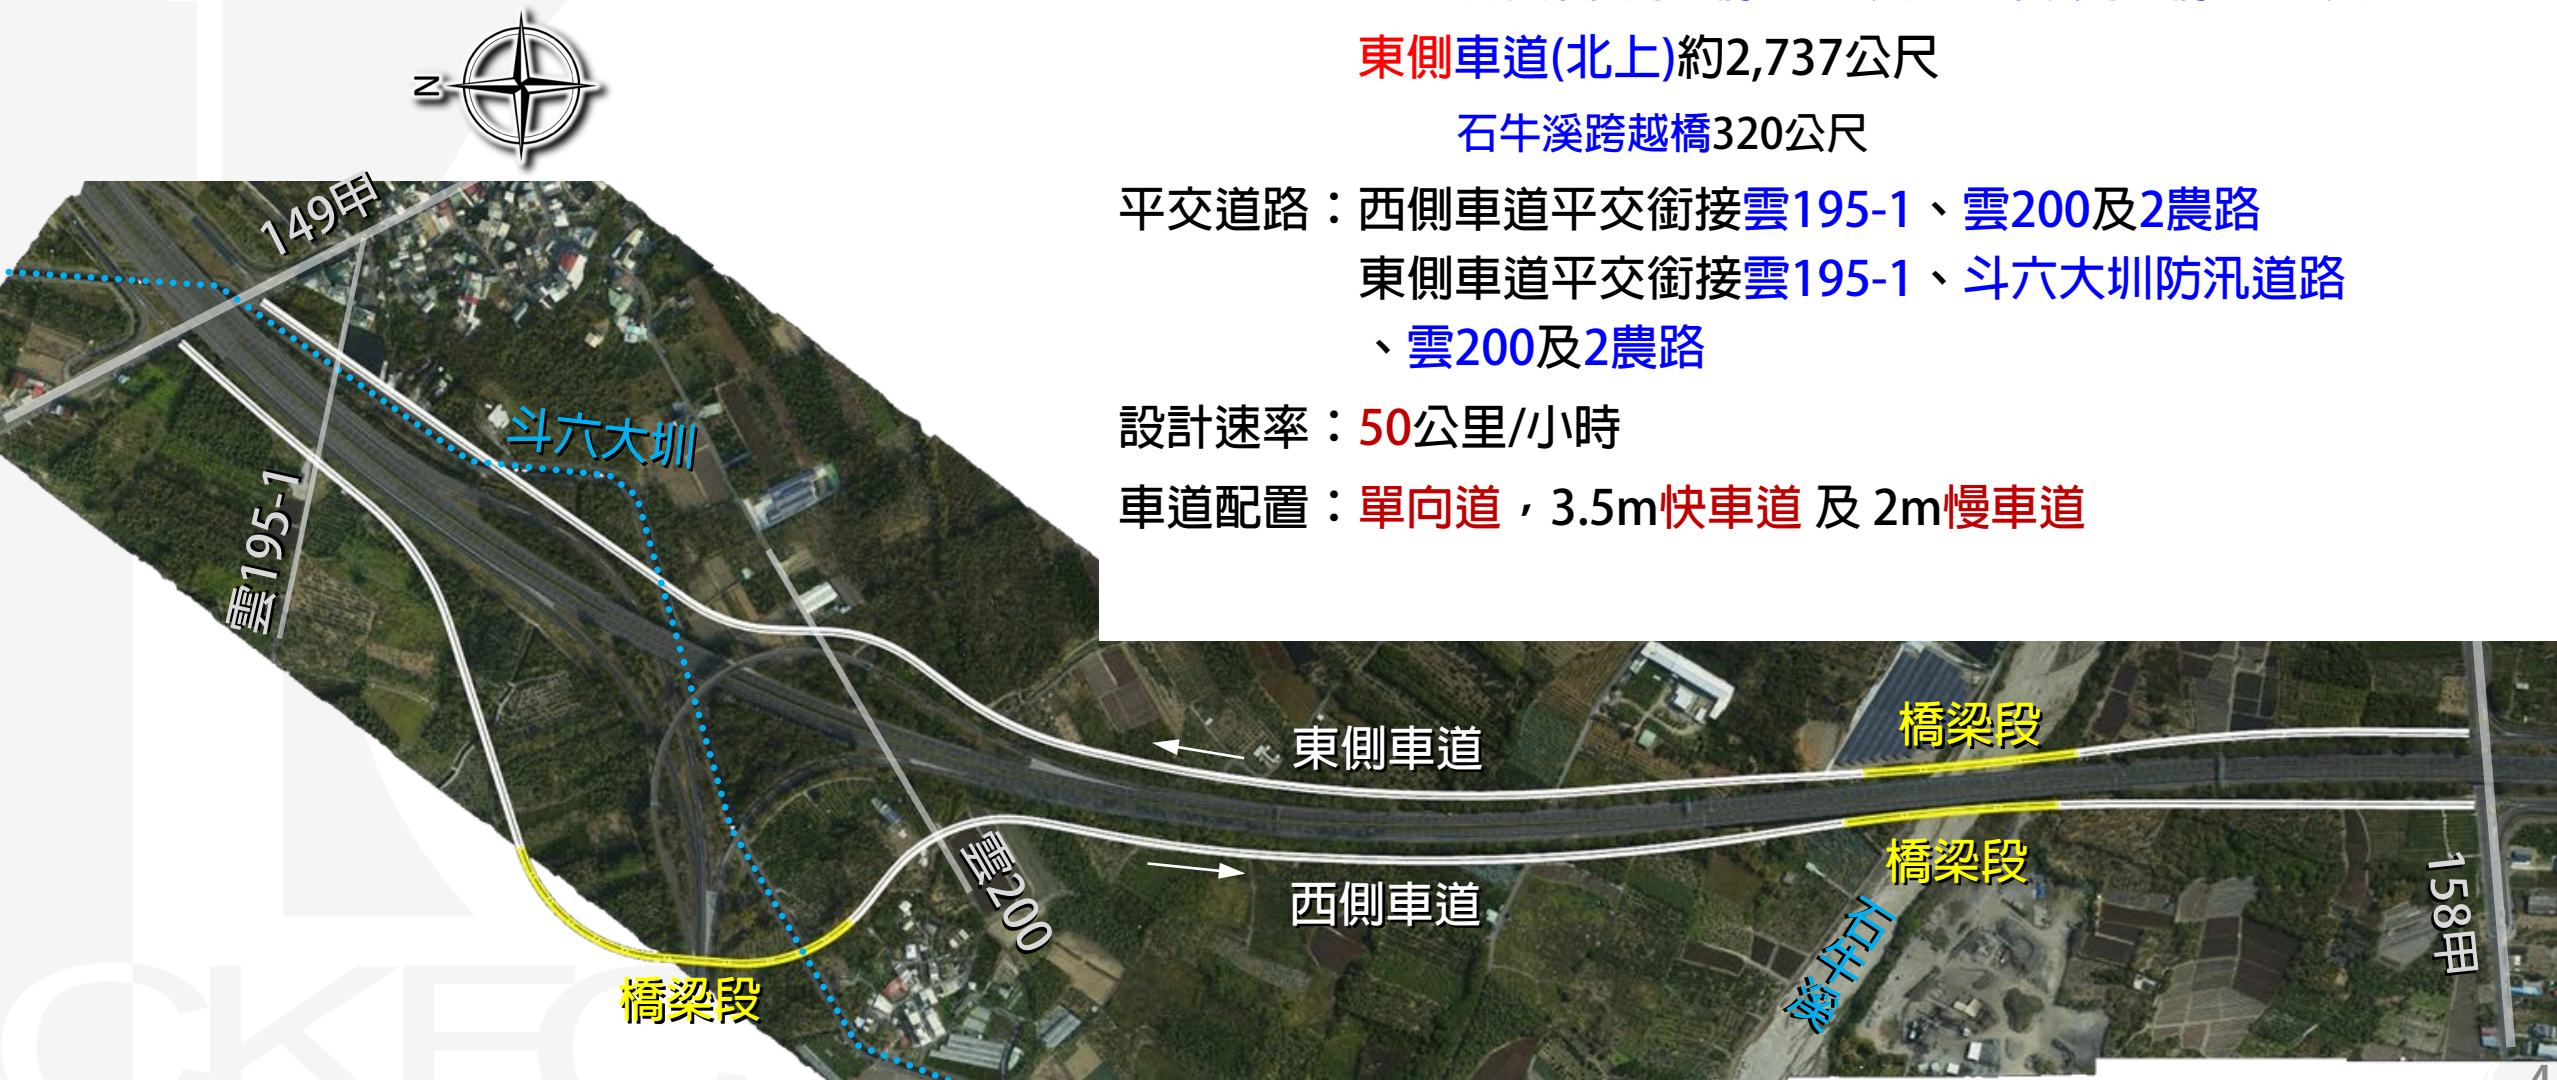 東側車道(北上)約2,737公尺
石牛溪跨越橋320公尺
平交道路：西側車道平交銜接雲195-1、雲200及2農路
東側車道平交銜接雲195-1、斗六大圳防汛道路
、雲200及2農路
設計速率：50公里/小時
車道配置：單向道，3.5m快車道 及 2m慢車道
N
149甲
斗六大圳
雲195-1
東側車道
橋梁段
西側車道
橋梁段
雲200
石牛溪
158甲
橋梁段